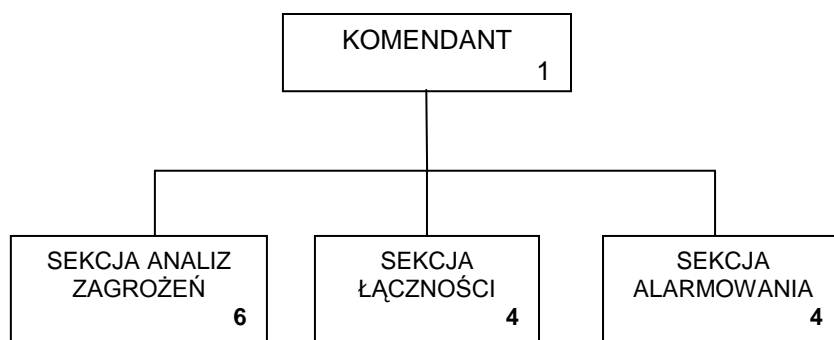 KOMENDANT
1
SEKCJA ANALIZ
ZAGROŻEŃ
6
SEKCJA
ŁĄCZNOŚCI
4
SEKCJA
ALARMOWANIA
4